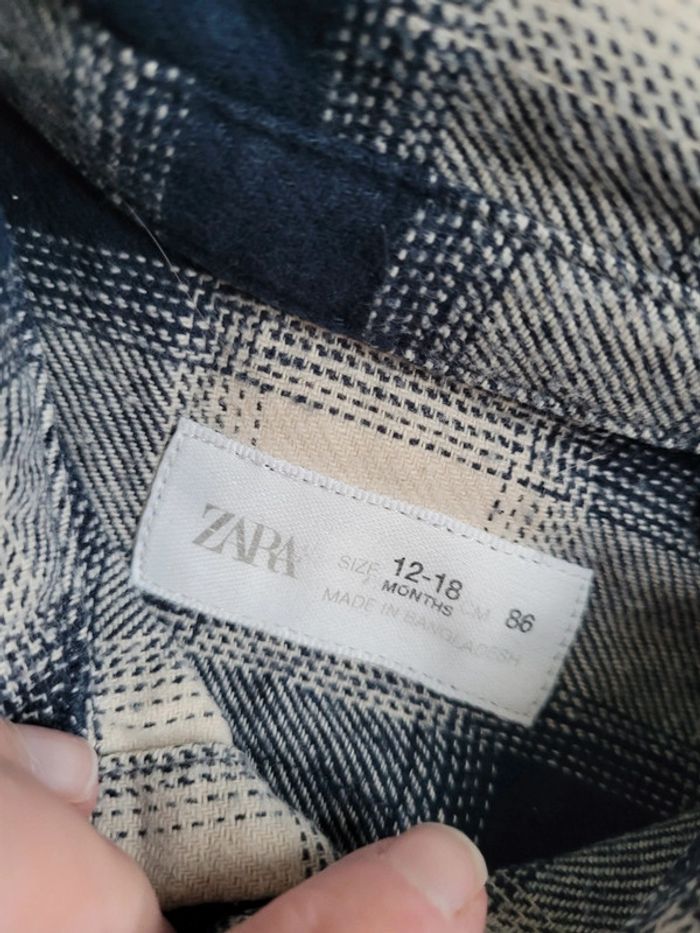 ZARA
SIZE 12-18 CM 86
MONTHS
MADE IN BANGLADESH